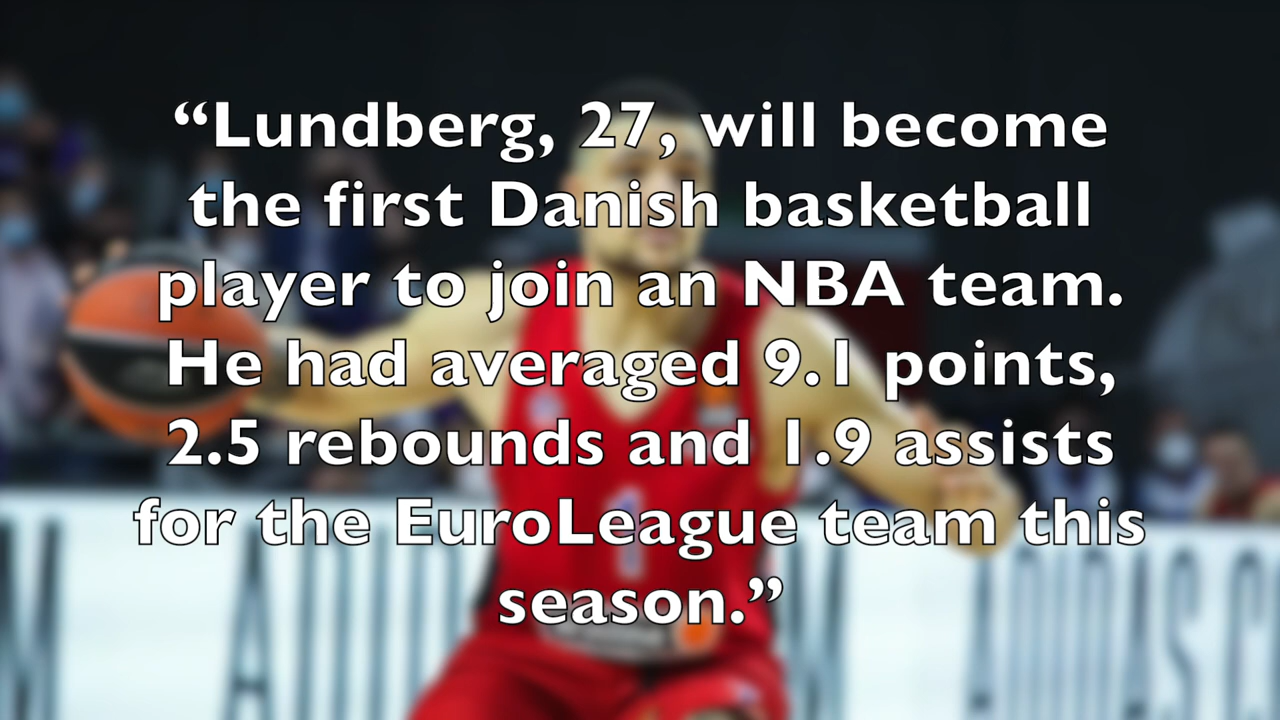 “Lundberg, 27, will become
the first Danish basketball
player to join an NBA team.
He had averaged 9.1 points,
2.5 rebounds and 1.9 assists
for the EuroLeague team this
season.”
1